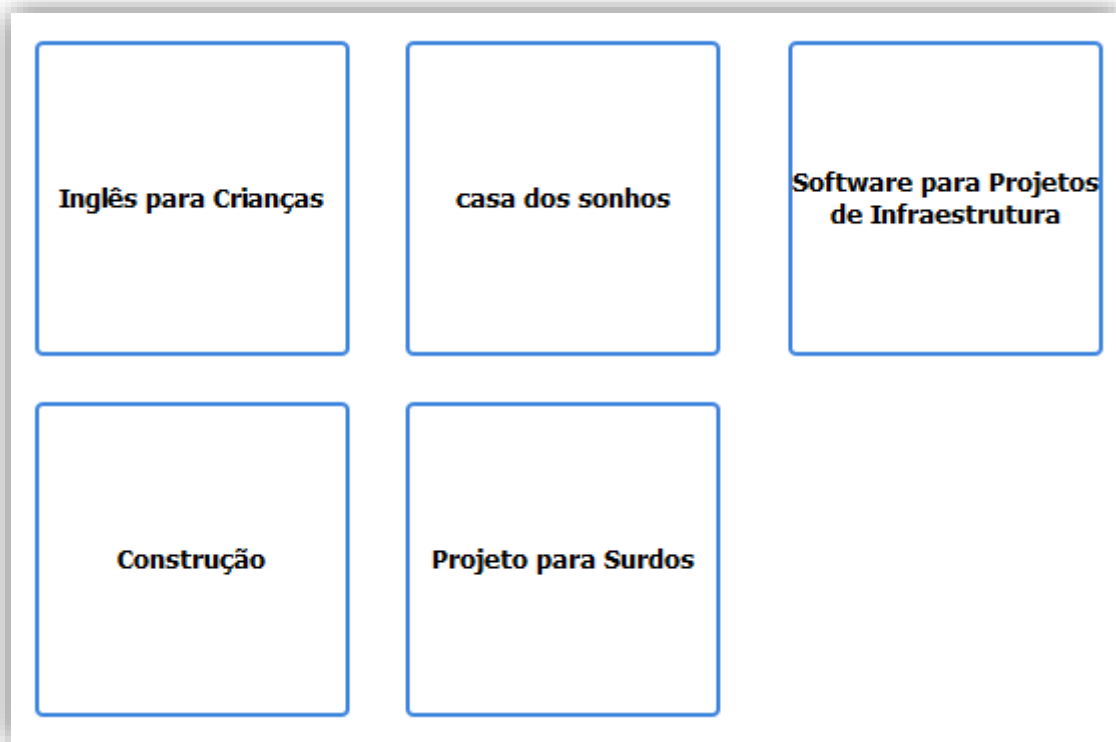 Inglês para Crianças
casa dos sonhos
Software para Projetos
de Infraestrutura
Construção
Projeto para Surdos